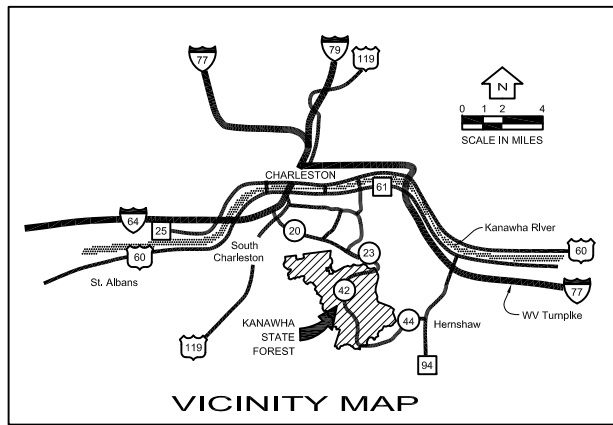 77
79
119
N
0 1 2 4
SCALE IN MILES
CHARLESTON
61
64
25
60
St. Albans
South
Charleston
20
23
Kanawha River
60
77
WV Turnpike
42
KANAWHA
STATE
FOREST
44
Hernshaw
94
119
VICINITY MAP